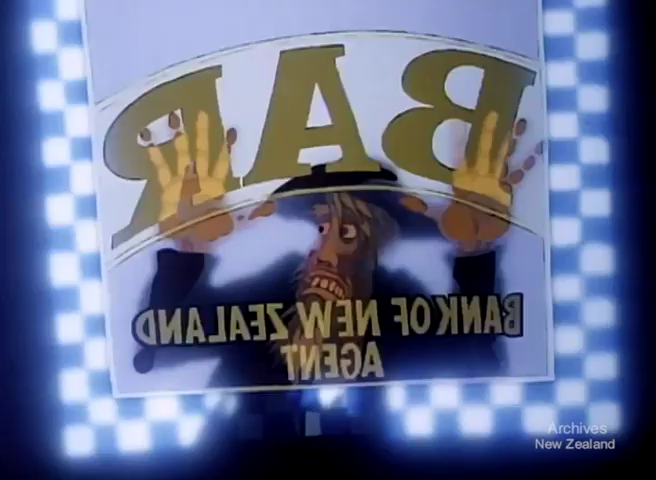 BAR
BANK OF NEW ZEALAND
AGENT
Archives
New Zealand